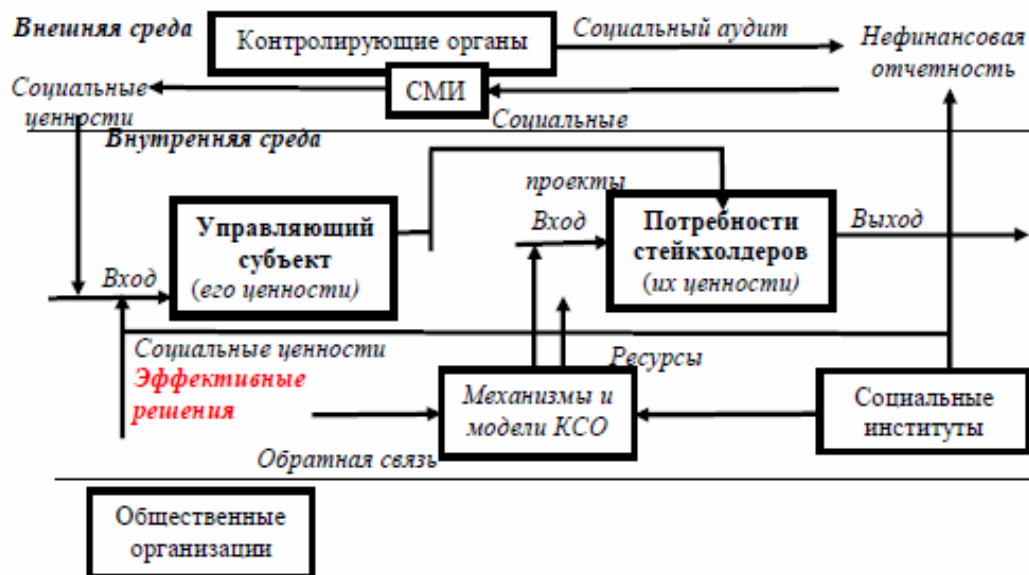 Внешняя среда
Контролирующие органы
Социальный аудит
Нефинансовая
отчетность
СМИ
Социальные
ценности
Социальные
Внутренняя среда
проекты
Управляющий
субъект
(его ценности)
Вход
Потребности
стейкхолдеров
(их ценности)
Выход
Вход
Социальные ценности
Ресурсы
Эффективные
решения
Механизмы и
модели КСО
Социальные
институты
Обратная связь
Общественные
организации